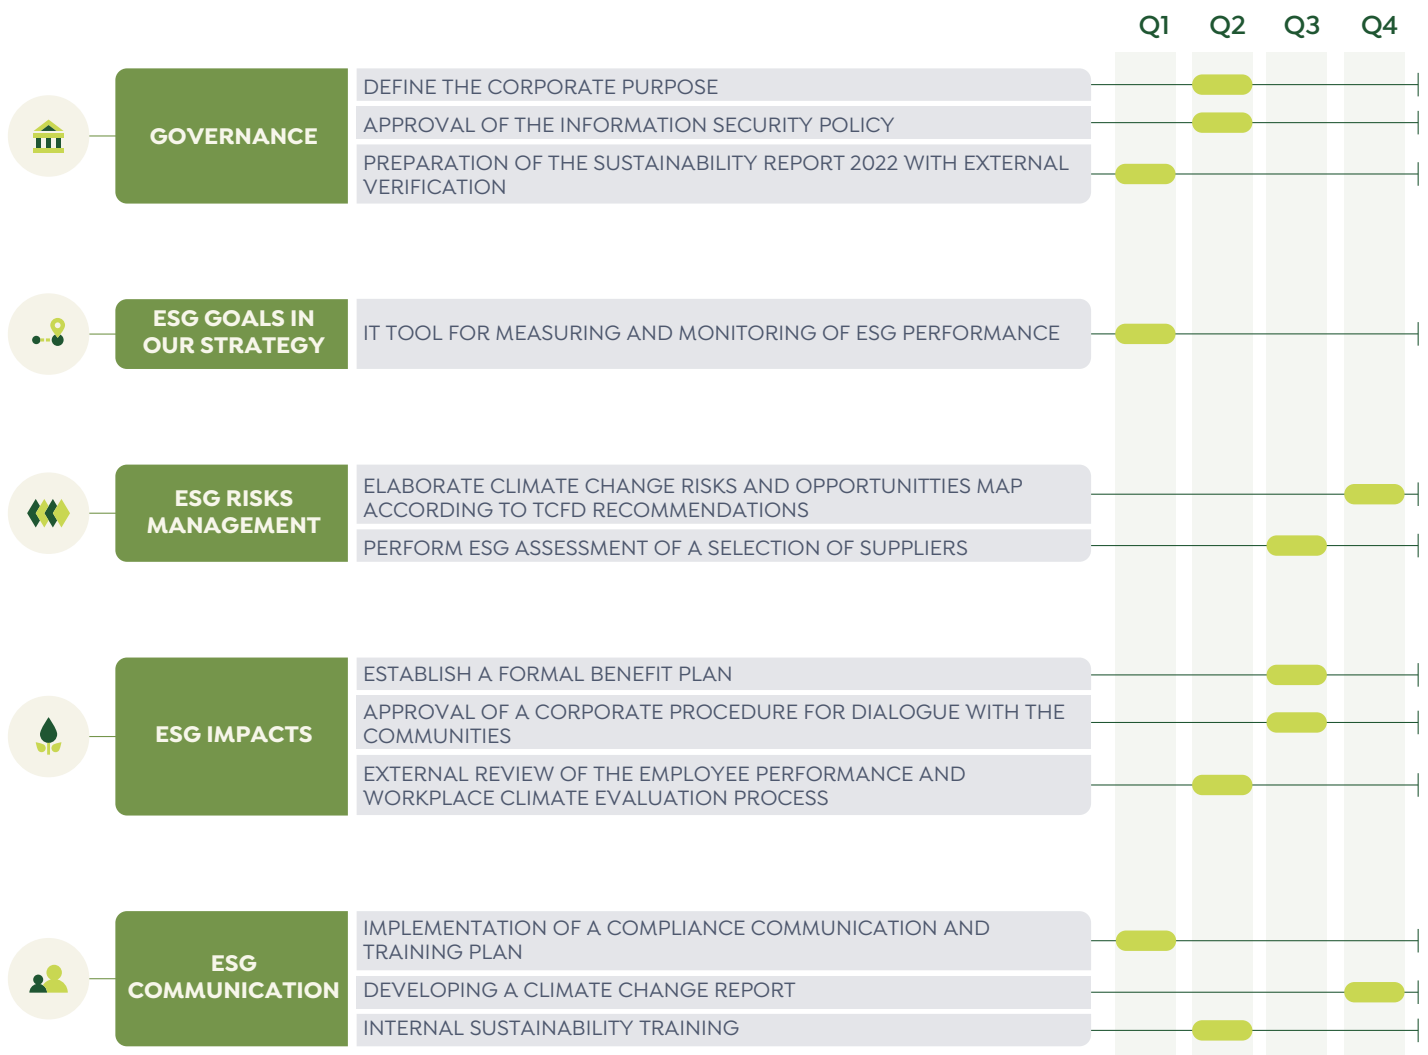 Q1 Q2 Q3 Q4
GOVERNANCE
DEFINE THE CORPORATE PURPOSE
APPROVAL OF THE INFORMATION SECURITY POLICY
PREPARATION OF THE SUSTAINABILITY REPORT 2022 WITH EXTERNAL
VERIFICATION
ESG GOALS IN
OUR STRATEGY
IT TOOL FOR MEASURING AND MONITORING OF ESG PERFORMANCE
ESG RISKS
MANAGEMENT
ELABORATE CLIMATE CHANGE RISKS AND OPPORTUNITTIES MAP
ACCORDING TO TCFD RECOMMENDATIONS
PERFORM ESG ASSESSMENT OF A SELECTION OF SUPPLIERS
ESG IMPACTS
ESTABLISH A FORMAL BENEFIT PLAN
APPROVAL OF A CORPORATE PROCEDURE FOR DIALOGUE WITH THE
COMMUNITIES
EXTERNAL REVIEW OF THE EMPLOYEE PERFORMANCE AND
WORKPLACE CLIMATE EVALUATION PROCESS
ESG
COMMUNICATION
IMPLEMENTATION OF A COMPLIANCE COMMUNICATION AND
TRAINING PLAN
DEVELOPING A CLIMATE CHANGE REPORT
INTERNAL SUSTAINABILITY TRAINING